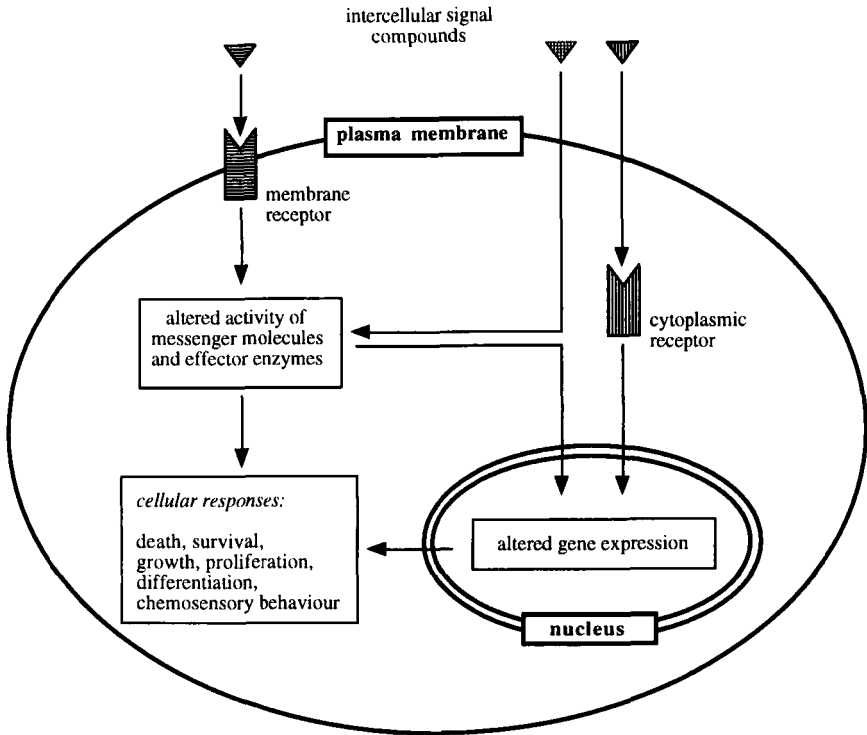 intercellular signal
compounds
plasma membrane
membrane
receptor
altered activity of
messenger molecules
and effector enzymes
cytoplasmic
receptor
cellular responses:
death, survival,
growth, proliferation,
differentiation,
chemosensory behaviour
altered gene expression
nucleus